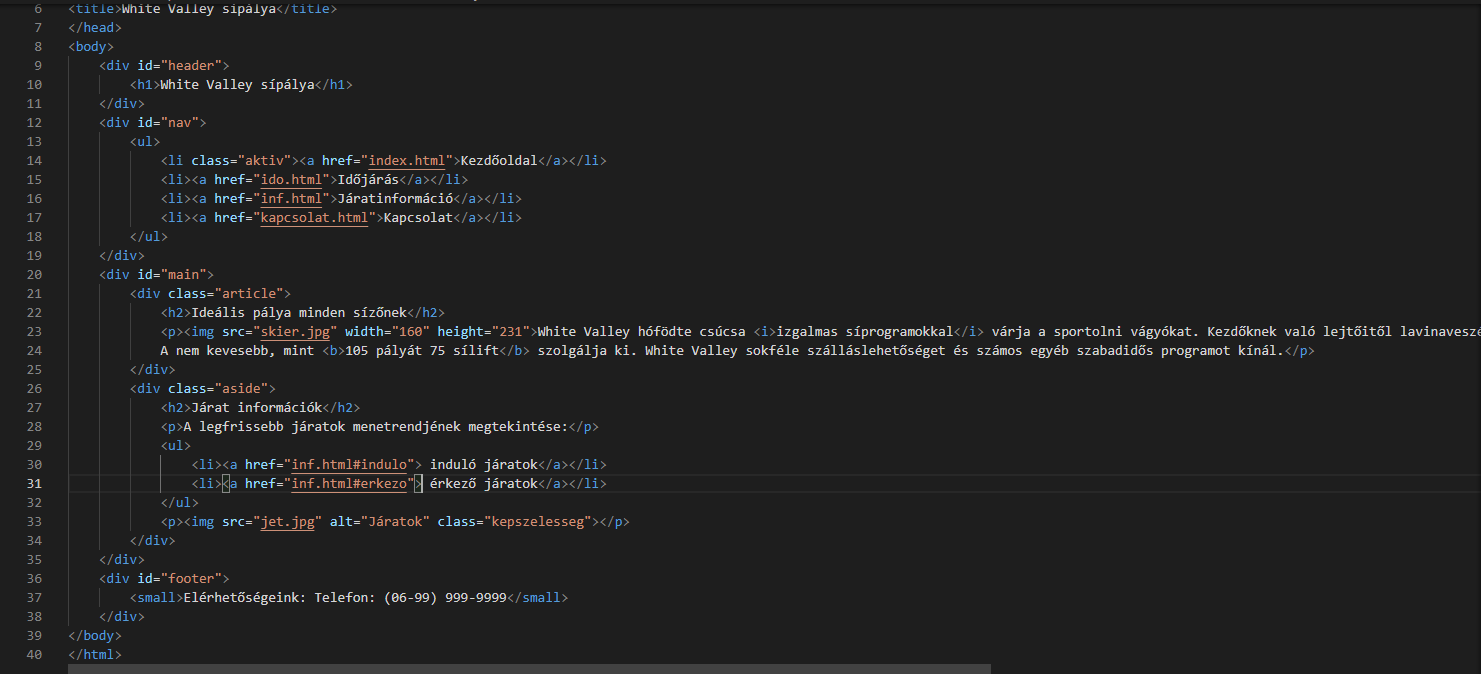 6 <title>White Valley sípálya</title>
7 </head>
8 <body>
9 <div id="header">
10 <h1>White Valley sípálya</h1>
11 </div>
12 <div id="nav">
13 <ul>
14 <li class="aktiv"><a href="index.html">Kezdőoldal</a></li>
15 <li><a href="ido.html">Időjárás</a></li>
16 <li><a href="inf.html">Járatinformáció</a></li>
17 <li><a href="kapcsolat.html">Kapcsolat</a></li>
18 </ul>
19 </div>
20 <div id="main">
21 <div class="article">
22 <h2>Ideális pálya minden sízőnek</h2>
23 <p><img src="skier.jpg" width="160" height="231">White Valley hófödte csúcsa <i>izgalmas síprogramokkal</i> várja a sportolni vágyókat. Kezdőknek való lejtőitől lavinaveszé
24 A nem kevesebb, mint <b>105 pályát 75 sílift</b> szolgálja ki. White Valley sokféle szálláslehetőséget és számos egyéb szabadidős programot kínál.</p>
25 </div>
26 <div class="aside">
27 <h2>Járat információk</h2>
28 <p>A legfrissebb járatok menetrendjének megtekintése:</p>
29 <ul>
30 <li><a href="inf.html#indulo"> induló járatok</a></li>
31 <li><a href="inf.html#erkezo"> érkező járatok</a></li>
32 </ul>
33 <p><img src="jet.jpg" alt="Járatok" class="kepszelesseg"></p>
34 </div>
35 </div>
36 <div id="footer">
37 <small>Elérhetőségeink: Telefon: (06-99) 999-9999</small>
38 </div>
39 </body>
40 </html>